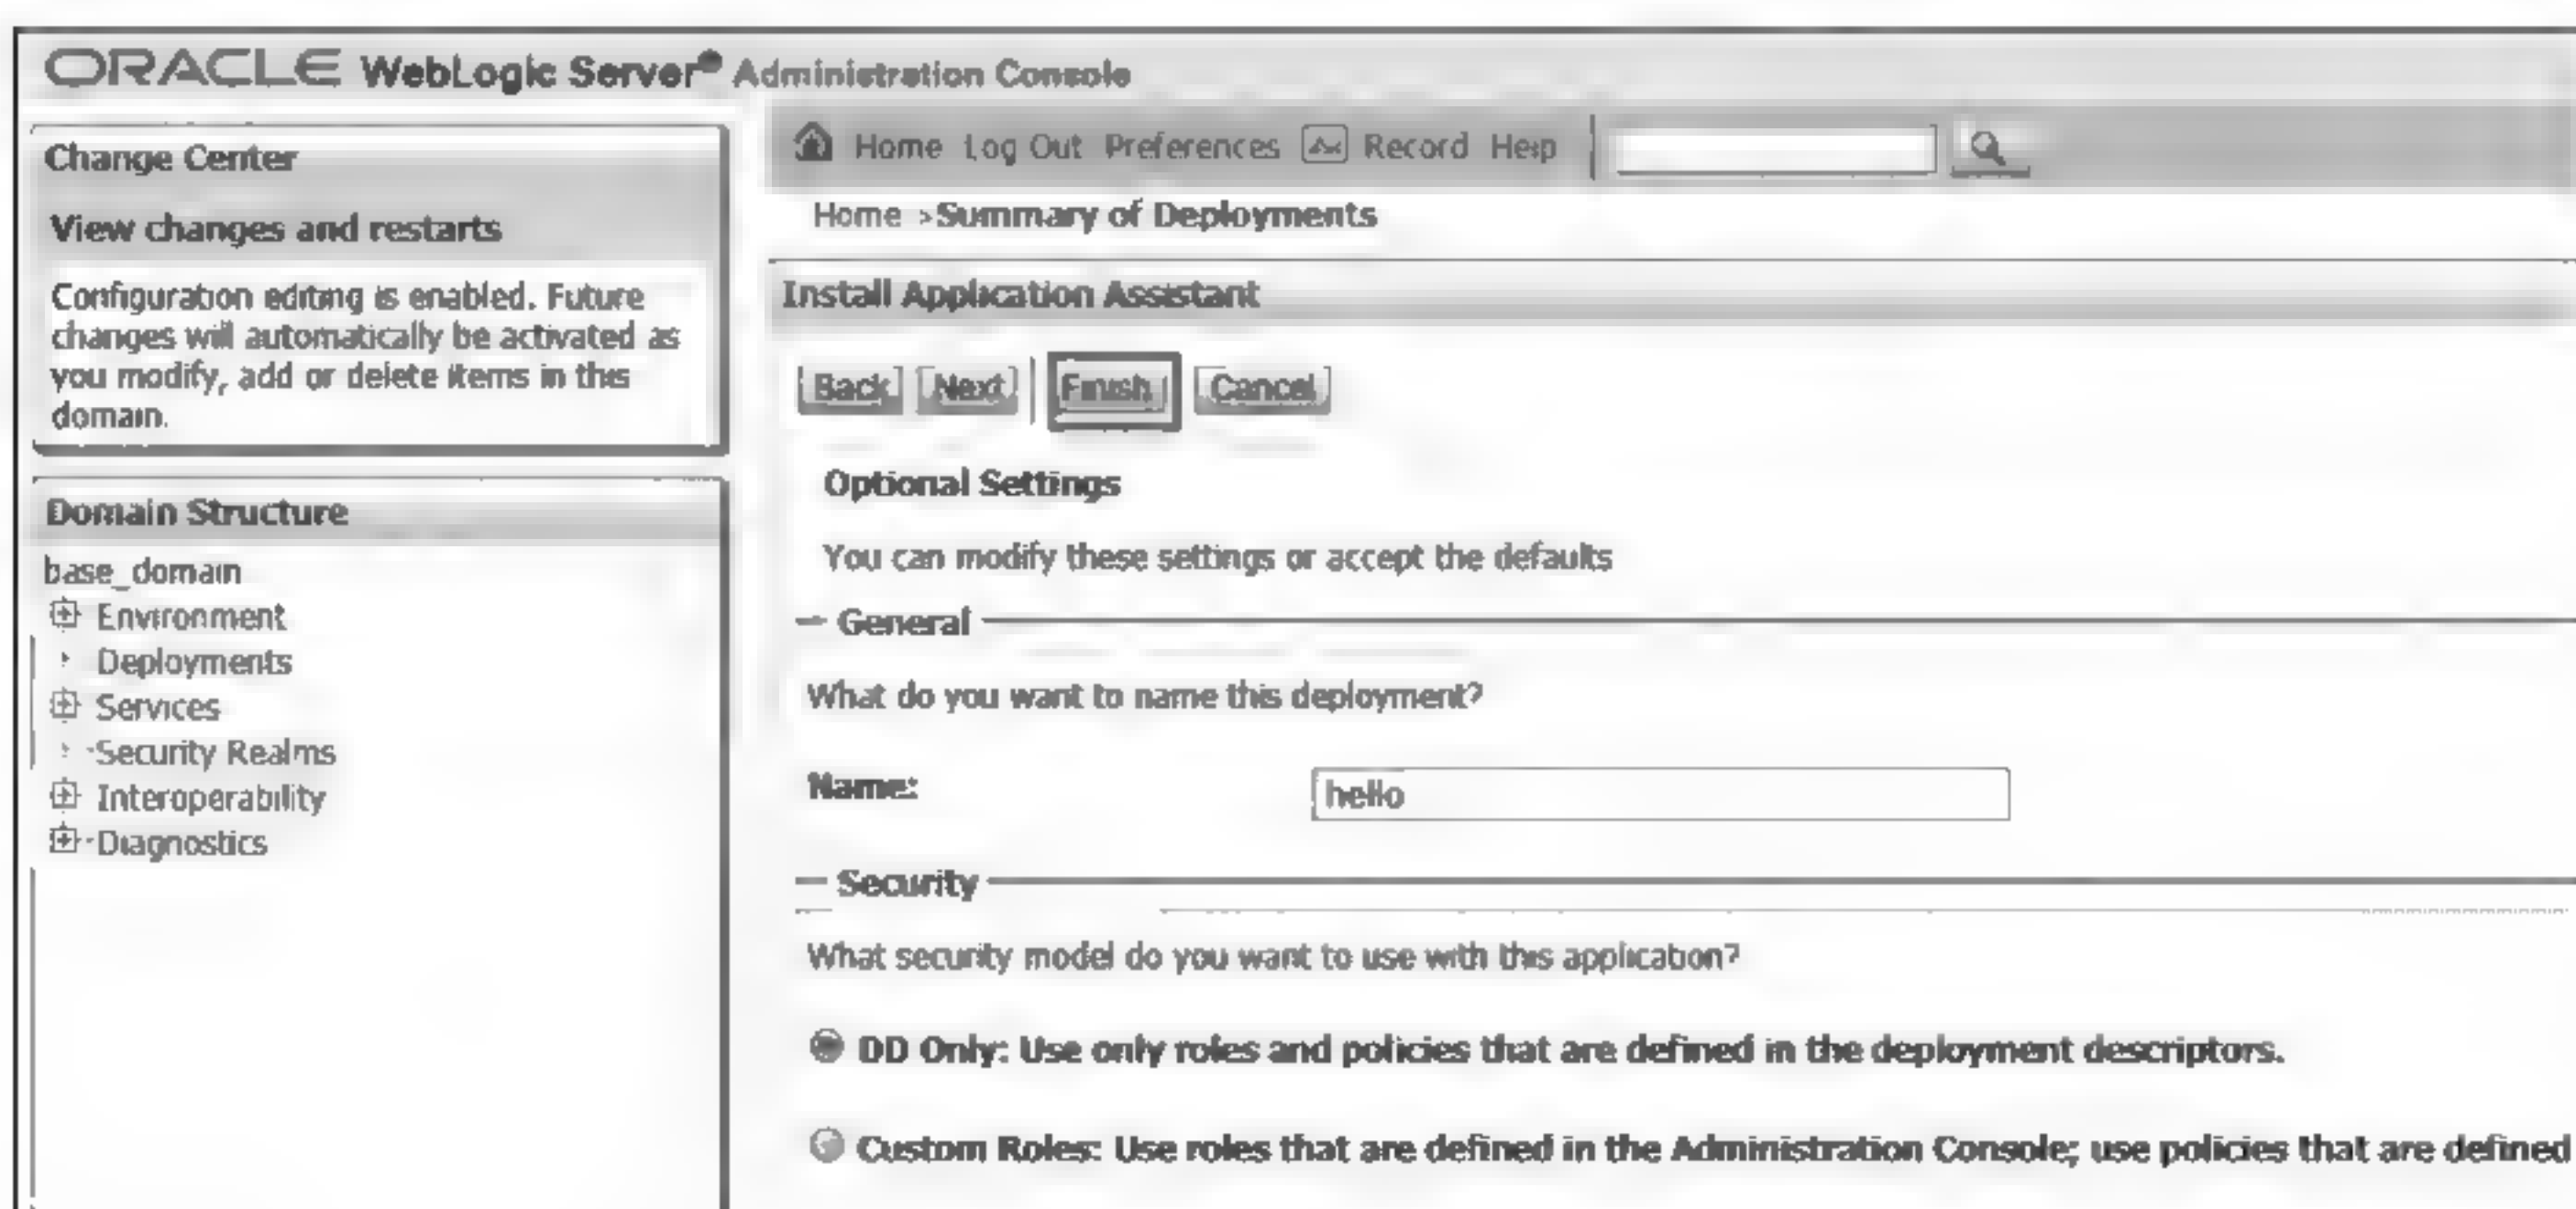 ORACLE WebLogic Server® Administration Console
Change Center
View changes and restarts
Configuration editing is enabled. Future
changes will automatically be activated as
you modify, add or delete items in this
domain.
Domain Structure
base_domain
Environment
Deployments
Services
Security Realms
Interoperability
Diagnostics
Home Log Out Preferences Record Help
Home >Summary of Deployments
Install Application Assistant
Back Next Finish Cancel
Optional Settings
You can modify these settings or accept the defaults
General
What do you want to name this deployment?
Name: hello
Security
What security model do you want to use with this application?
DD Only: Use only roles and policies that are defined in the deployment descriptors.
Custom Roles: Use roles that are defined in the Administration Console; use policies that are defined